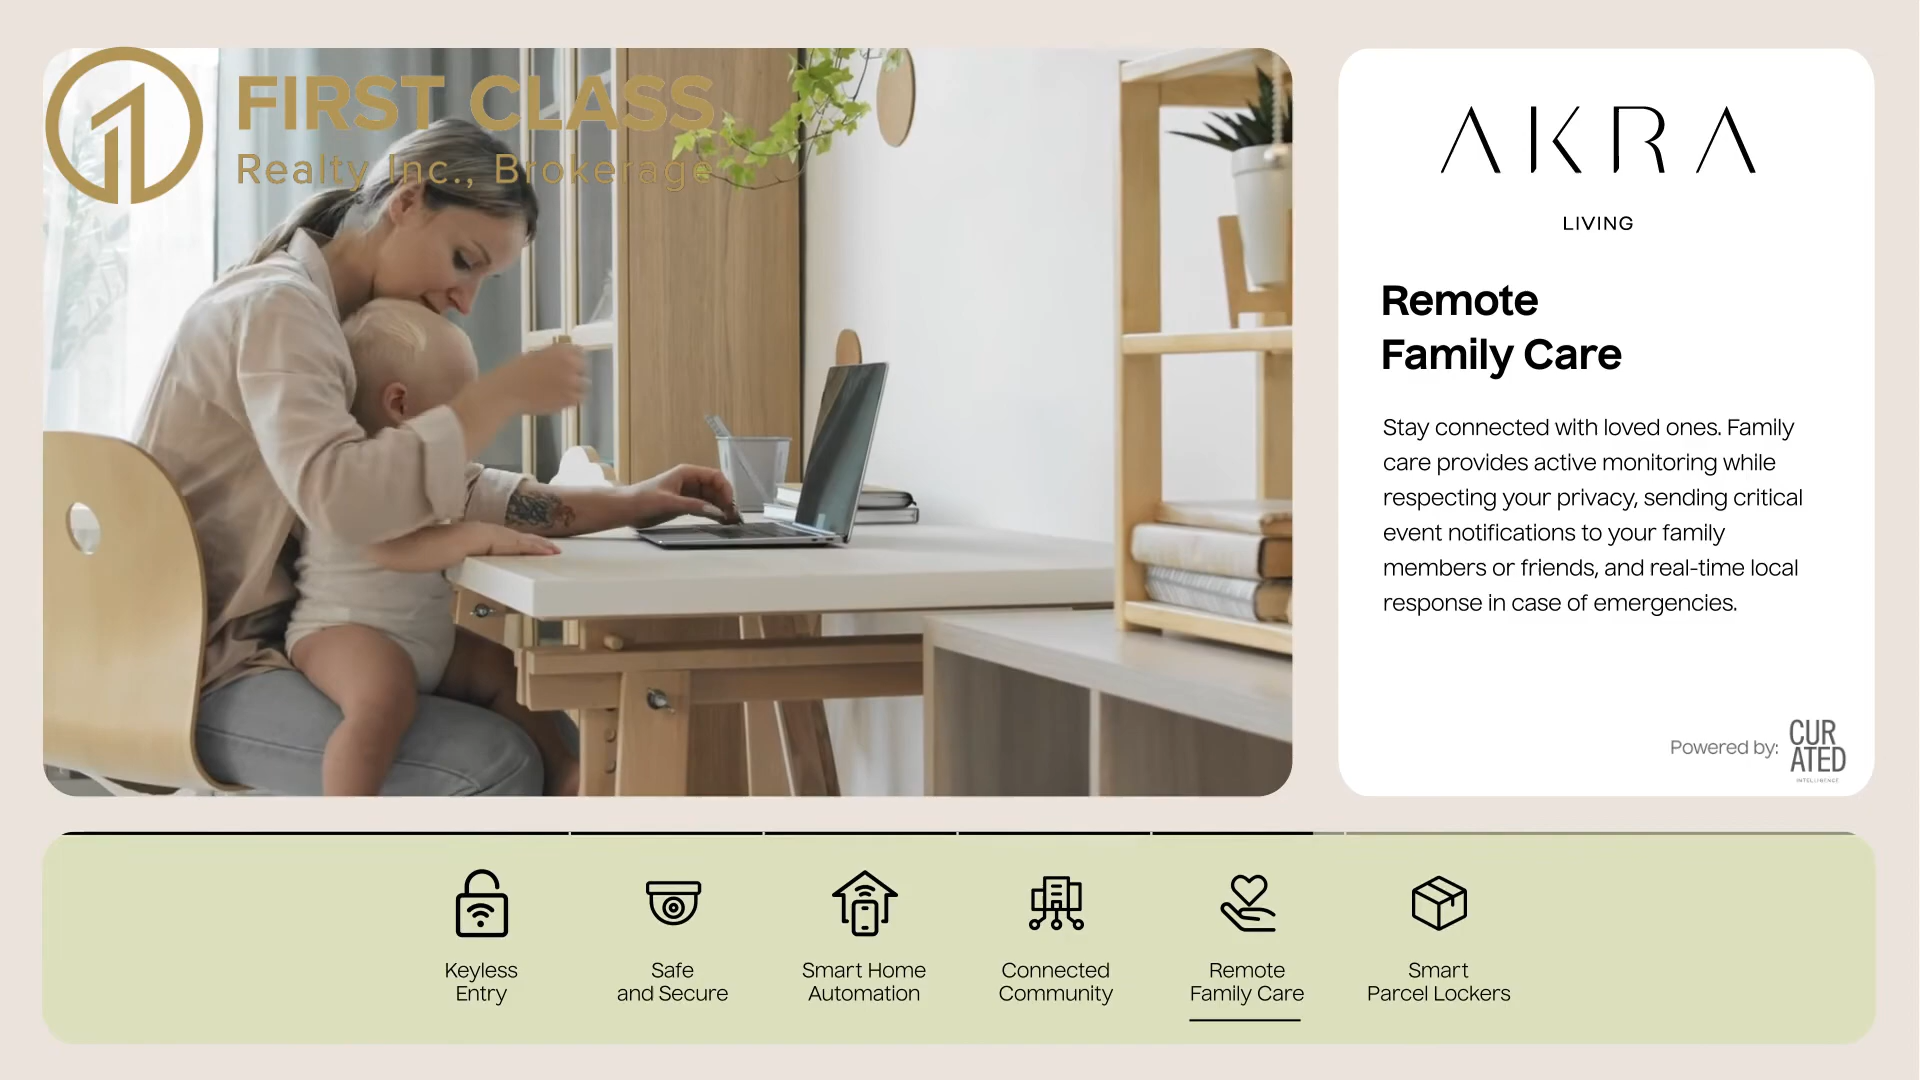 FIRST CLASS
Realty Inc., Brokerage
AKRA
LIVING
Remote
Family Care
Stay connected with loved ones. Family
care provides active monitoring while
respecting your privacy, sending critical
event notifications to your family
members or friends, and real-time local
response in case of emergencies.
Powered by:
CUR
ATED
INTELLIGENCE
Keyless
Entry
Safe
and Secure
Smart Home
Automation
Connected
Community
Remote
Family Care
Smart
Parcel Lockers